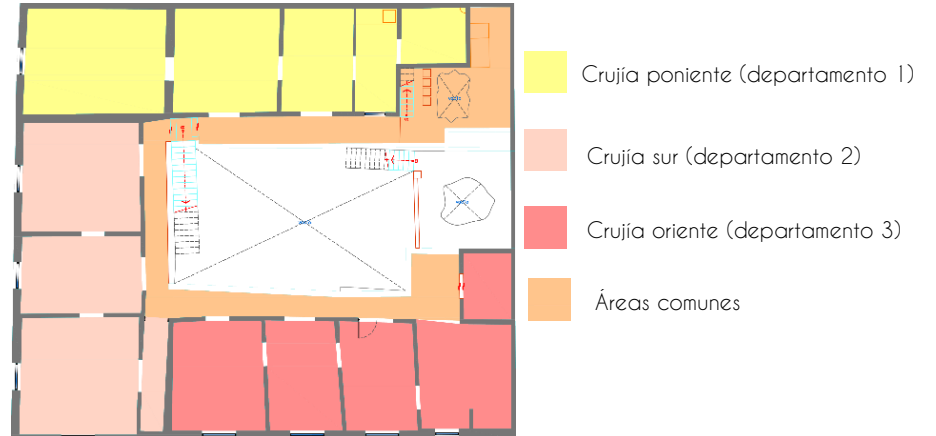 Crujía poniente (departamento 1)
Crujía sur (departamento 2)
Crujía oriente (departamento 3)
Áreas comunes